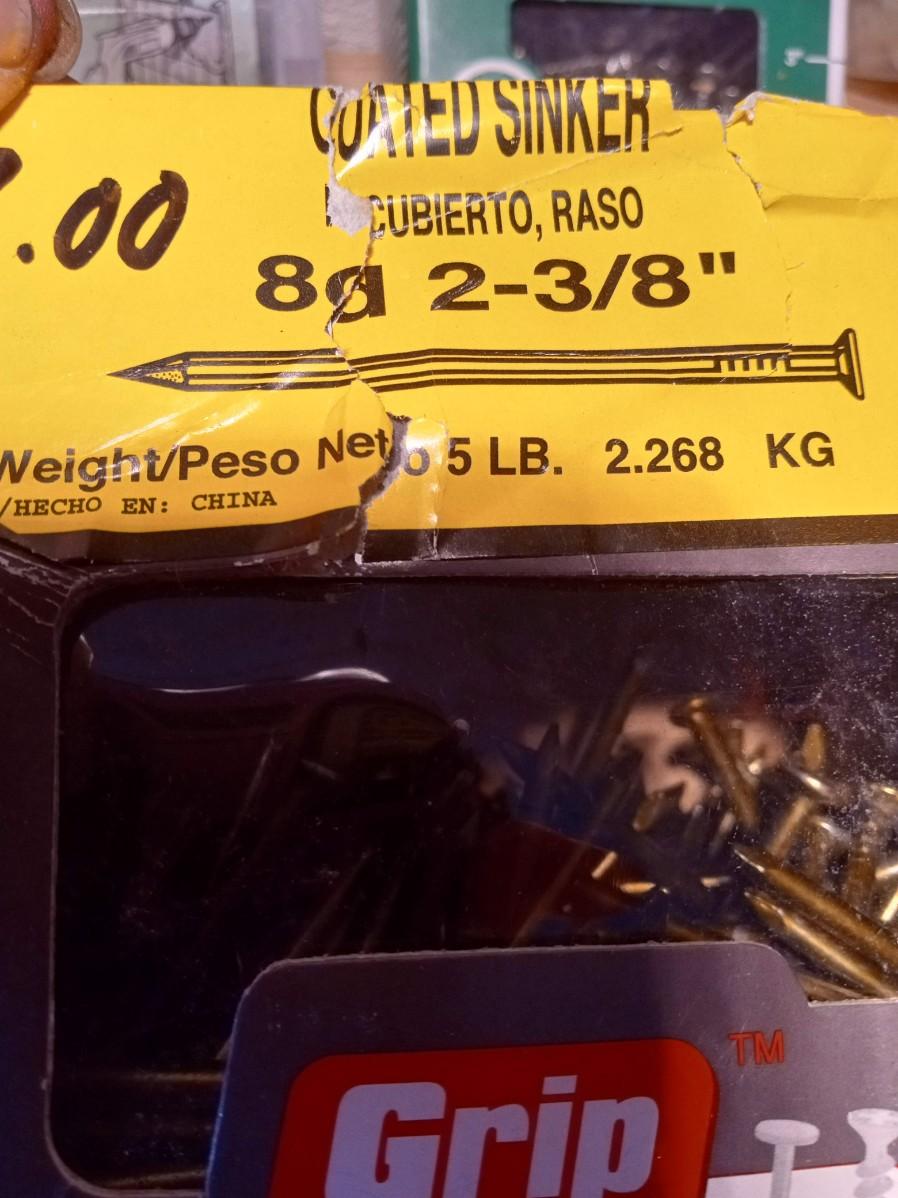 COATED SINKER
.00
CUBIERTO, RASO
8d 2-3/8"
Weight/Peso Neto 5 LB. 2.268 KG
/HECHO EN: CHINA
Grip
TM